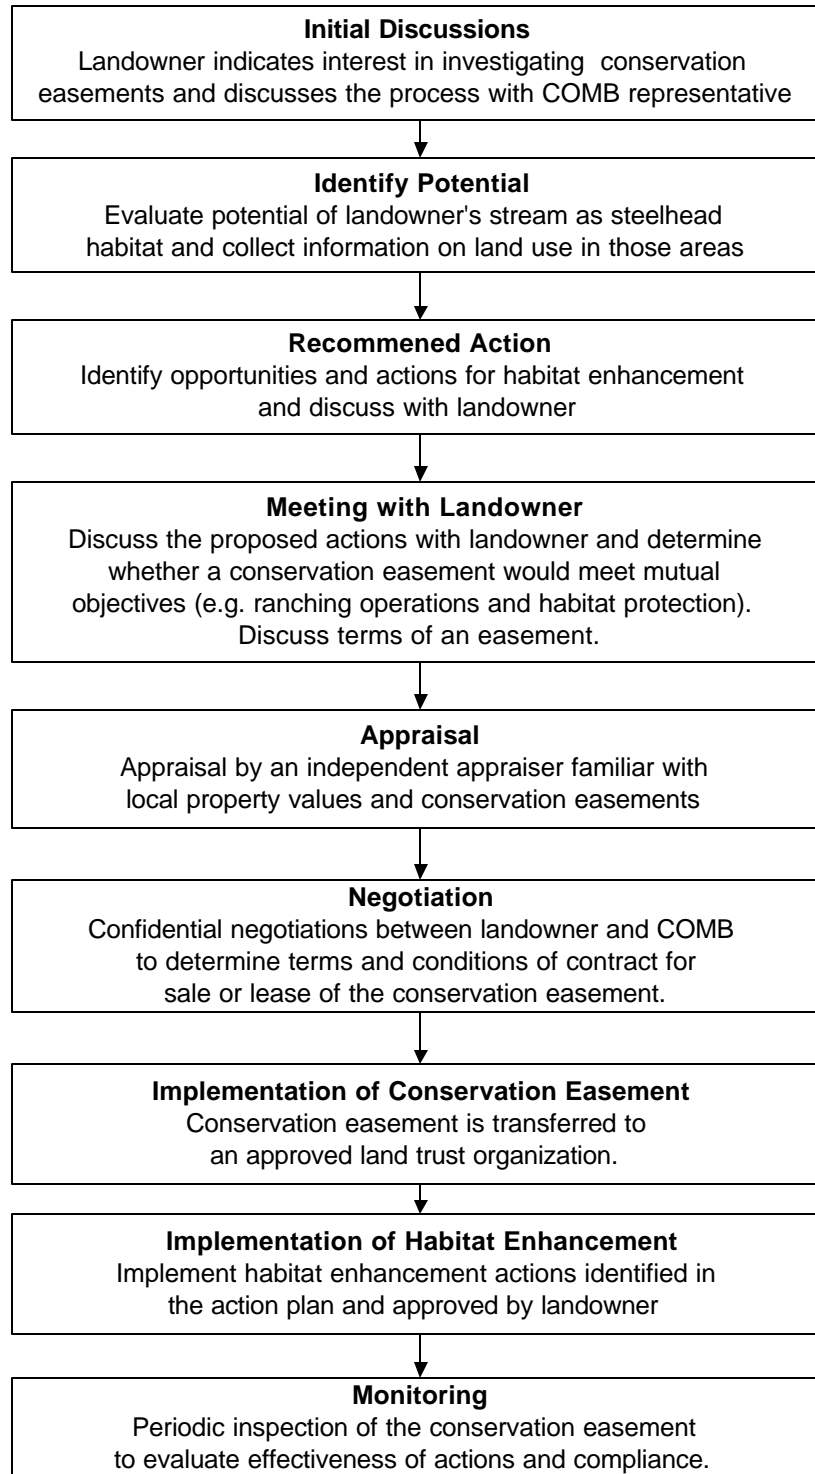 Initial Discussions
Landowner indicates interest in investigating conservation
easements and discusses the process with COMB representative
Identify Potential
Evaluate potential of landowner's stream as steelhead
habitat and collect information on land use in those areas
Recommened Action
Identify opportunities and actions for habitat enhancement
and discuss with landowner
Meeting with Landowner
Discuss the proposed actions with landowner and determine
whether a conservation easement would meet mutual
objectives (e.g. ranching operations and habitat protection).
Discuss terms of an easement.
Appraisal
Appraisal by an independent appraiser familiar with
local property values and conservation easements
Negotiation
Confidential negotiations between landowner and COMB
to determine terms and conditions of contract for
sale or lease of the conservation easement.
Implementation of Conservation Easement
Conservation easement is transferred to
an approved land trust organization.
Implementation of Habitat Enhancement
Implement habitat enhancement actions identified in
the action plan and approved by landowner
Monitoring
Periodic inspection of the conservation easement
to evaluate effectiveness of actions and compliance.